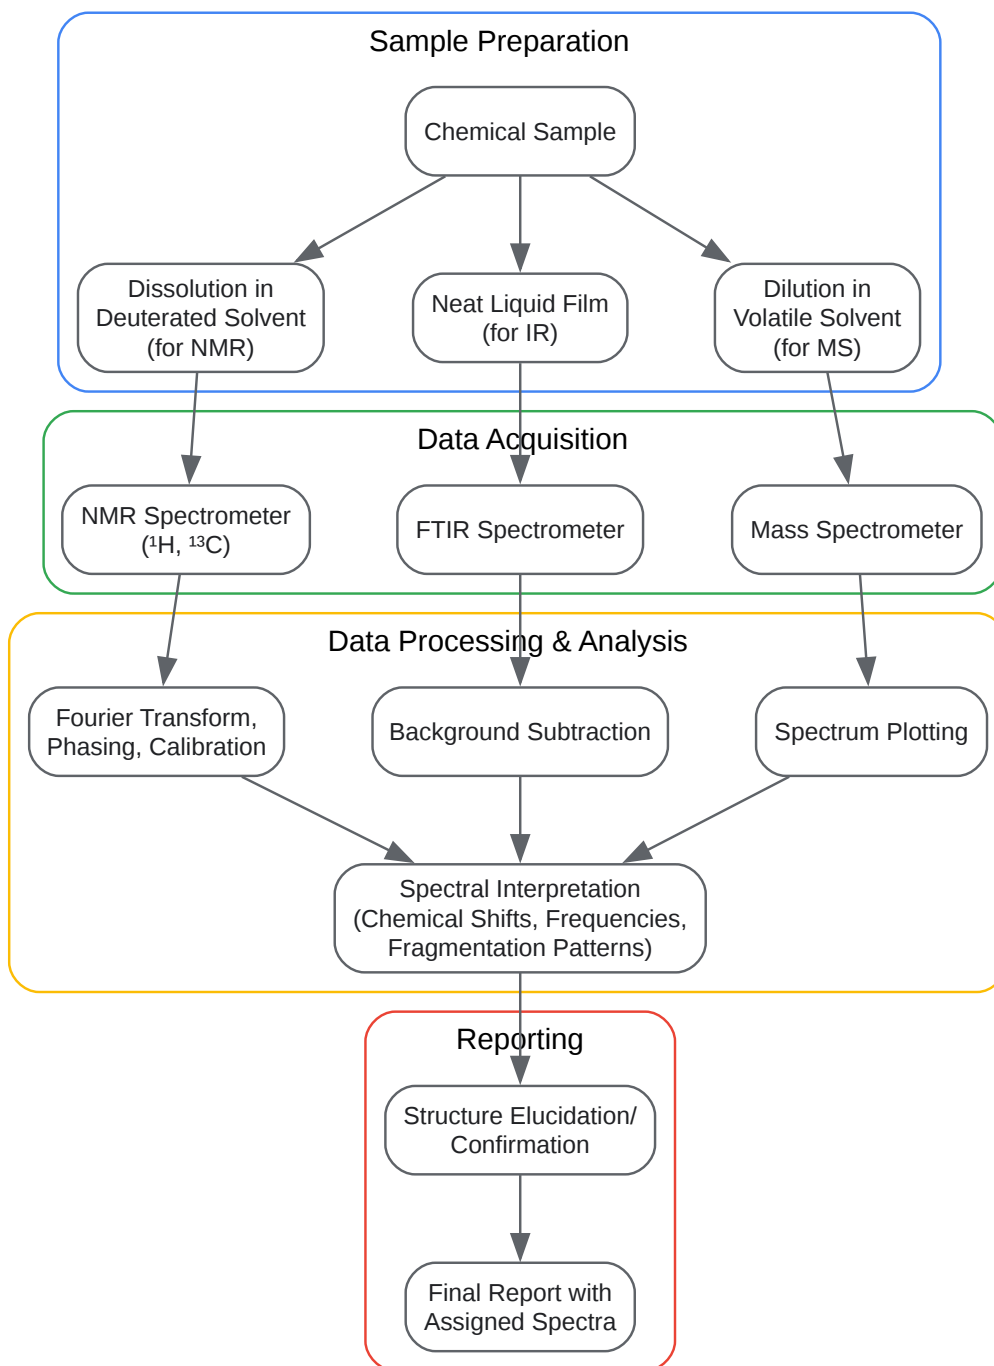 Sample Preparation
Chemical Sample
Dissolution in
Deuterated Solvent
(for NMR)
Neat Liquid Film
(for IR)
Dilution in
Volatile Solvent
(for MS)
Data Acquisition
NMR Spectrometer
(¹H, ¹³C)
FTIR Spectrometer
Mass Spectrometer
Data Processing & Analysis
Fourier Transform,
Phasing, Calibration
Background Subtraction
Spectrum Plotting
Spectral Interpretation
(Chemical Shifts, Frequencies,
Fragmentation Patterns)
Reporting
Structure Elucidation/
Confirmation
Final Report with
Assigned Spectra